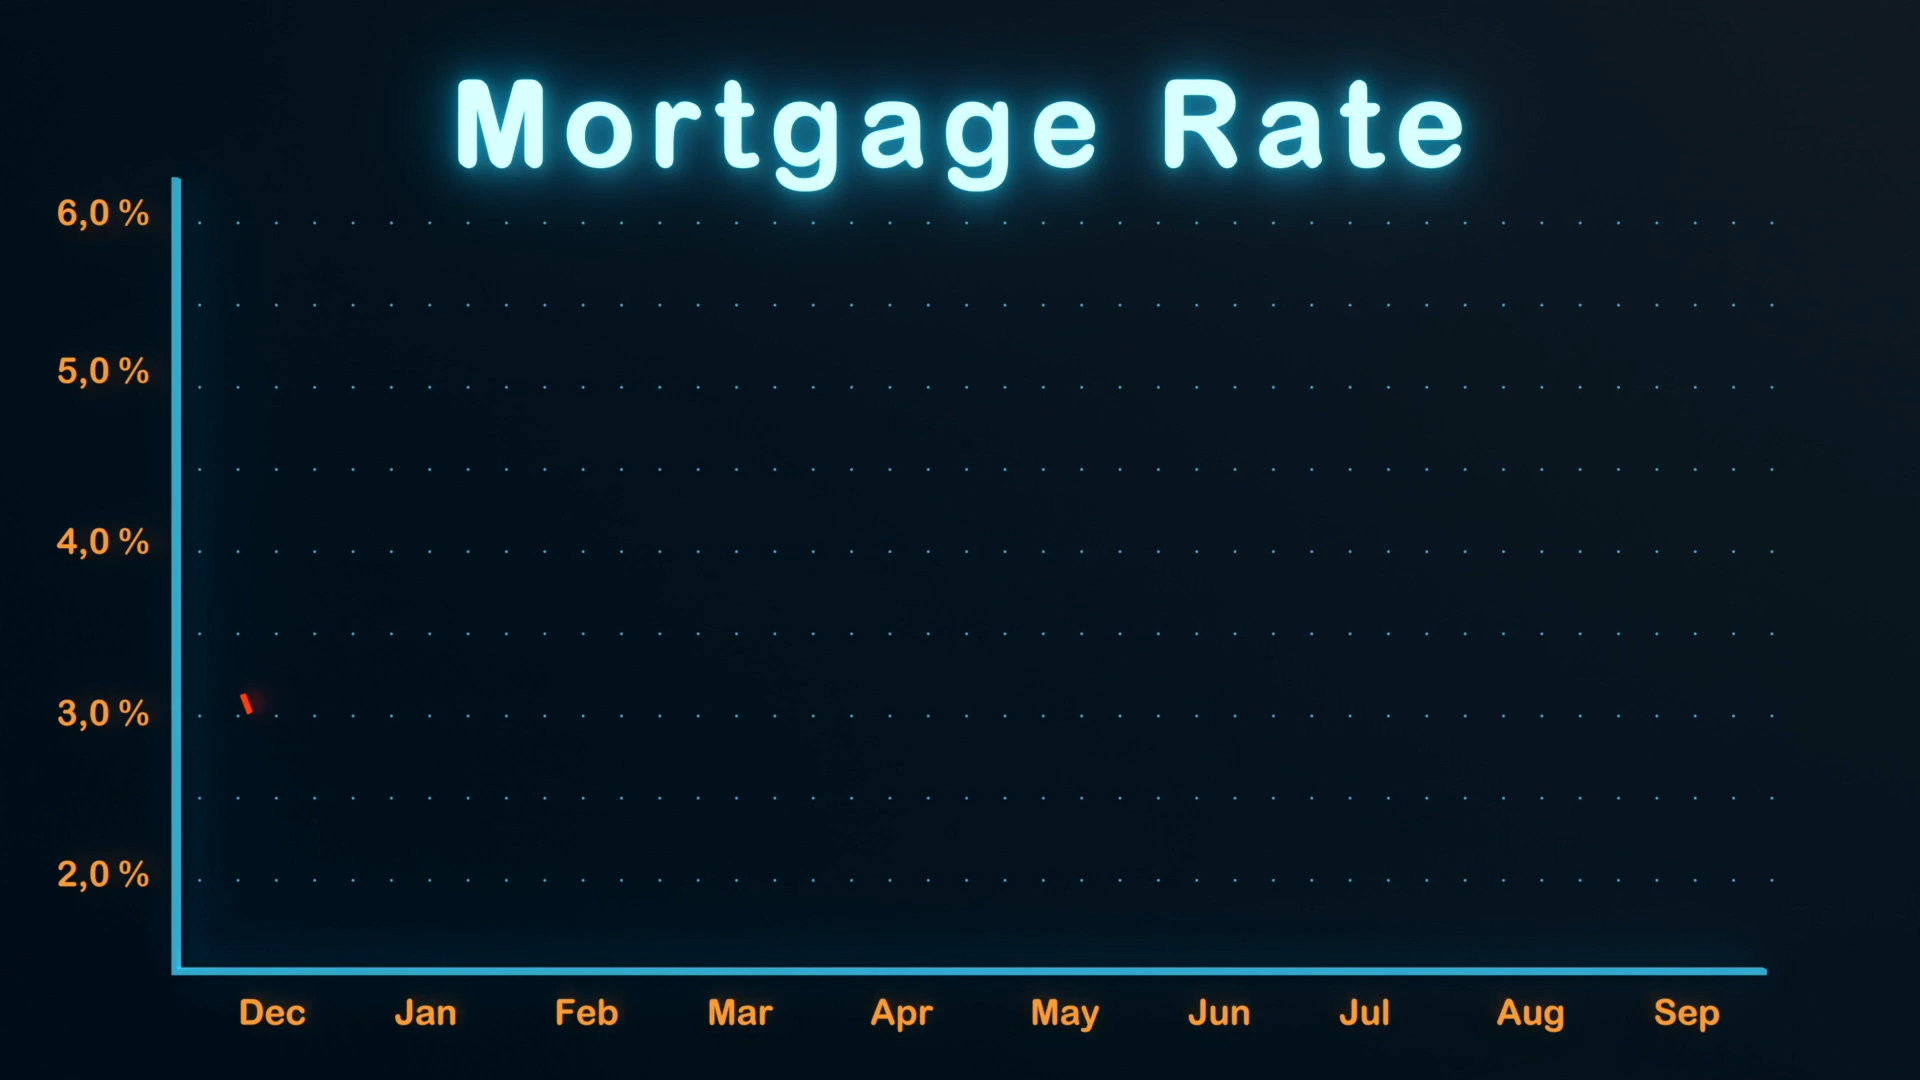 Mortgage Rate
6,0 %
5,0 %
4,0 %
3,0 %
2,0 %
Dec Jan Feb Mar Apr May Jun Jul Aug Sep